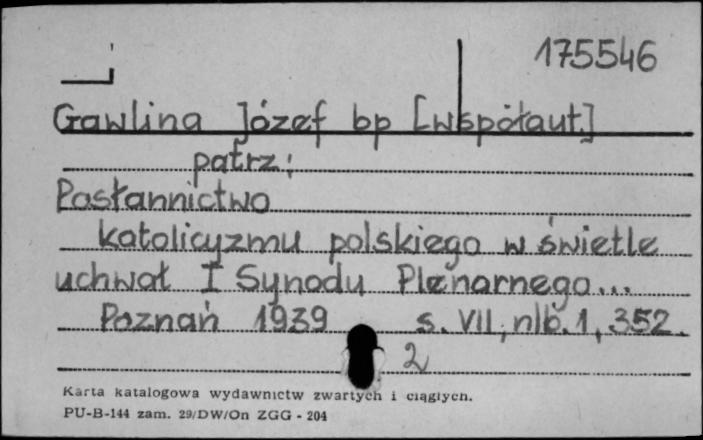 175546
Gawlina Józef bp [współaut.]
patrz:
Posłannictwo
katolicyzmu polskiego w świetle
uchwał I Synodu Plenarnego...
Poznań 1939 s. VII, nlb. 1, 352.
2
Karta katalogowa wydawnictw zwartych i ciągłych.
PU-B-144 zam. 29/DW/On ZGG - 204